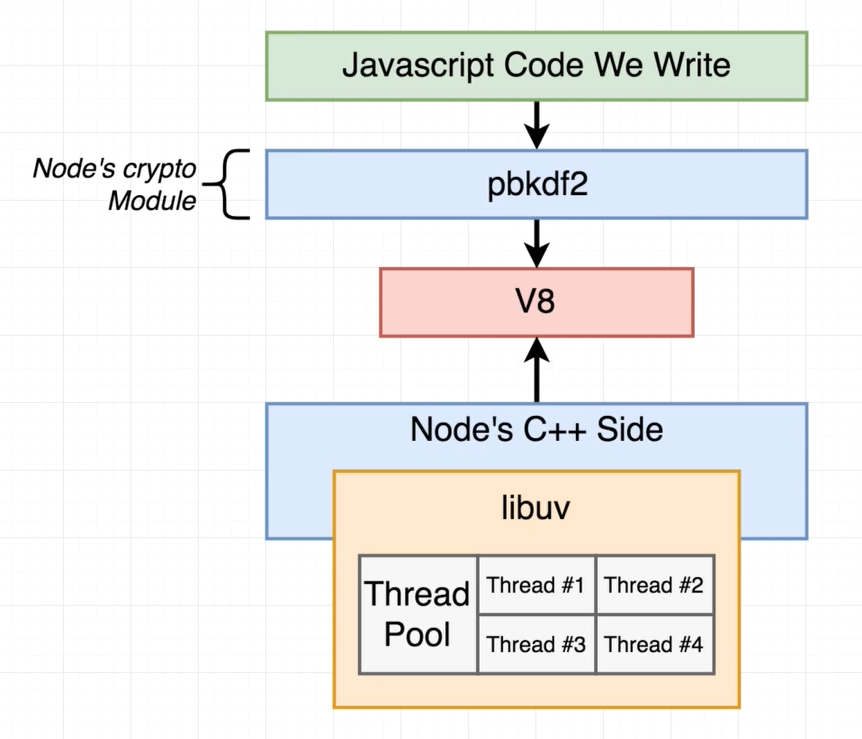 Javascript Code We Write
Node's crypto
Module
pbkdf2
V8
Node's C++ Side
libuv
Thread
Pool
Thread #1
Thread #2
Thread #3
Thread #4